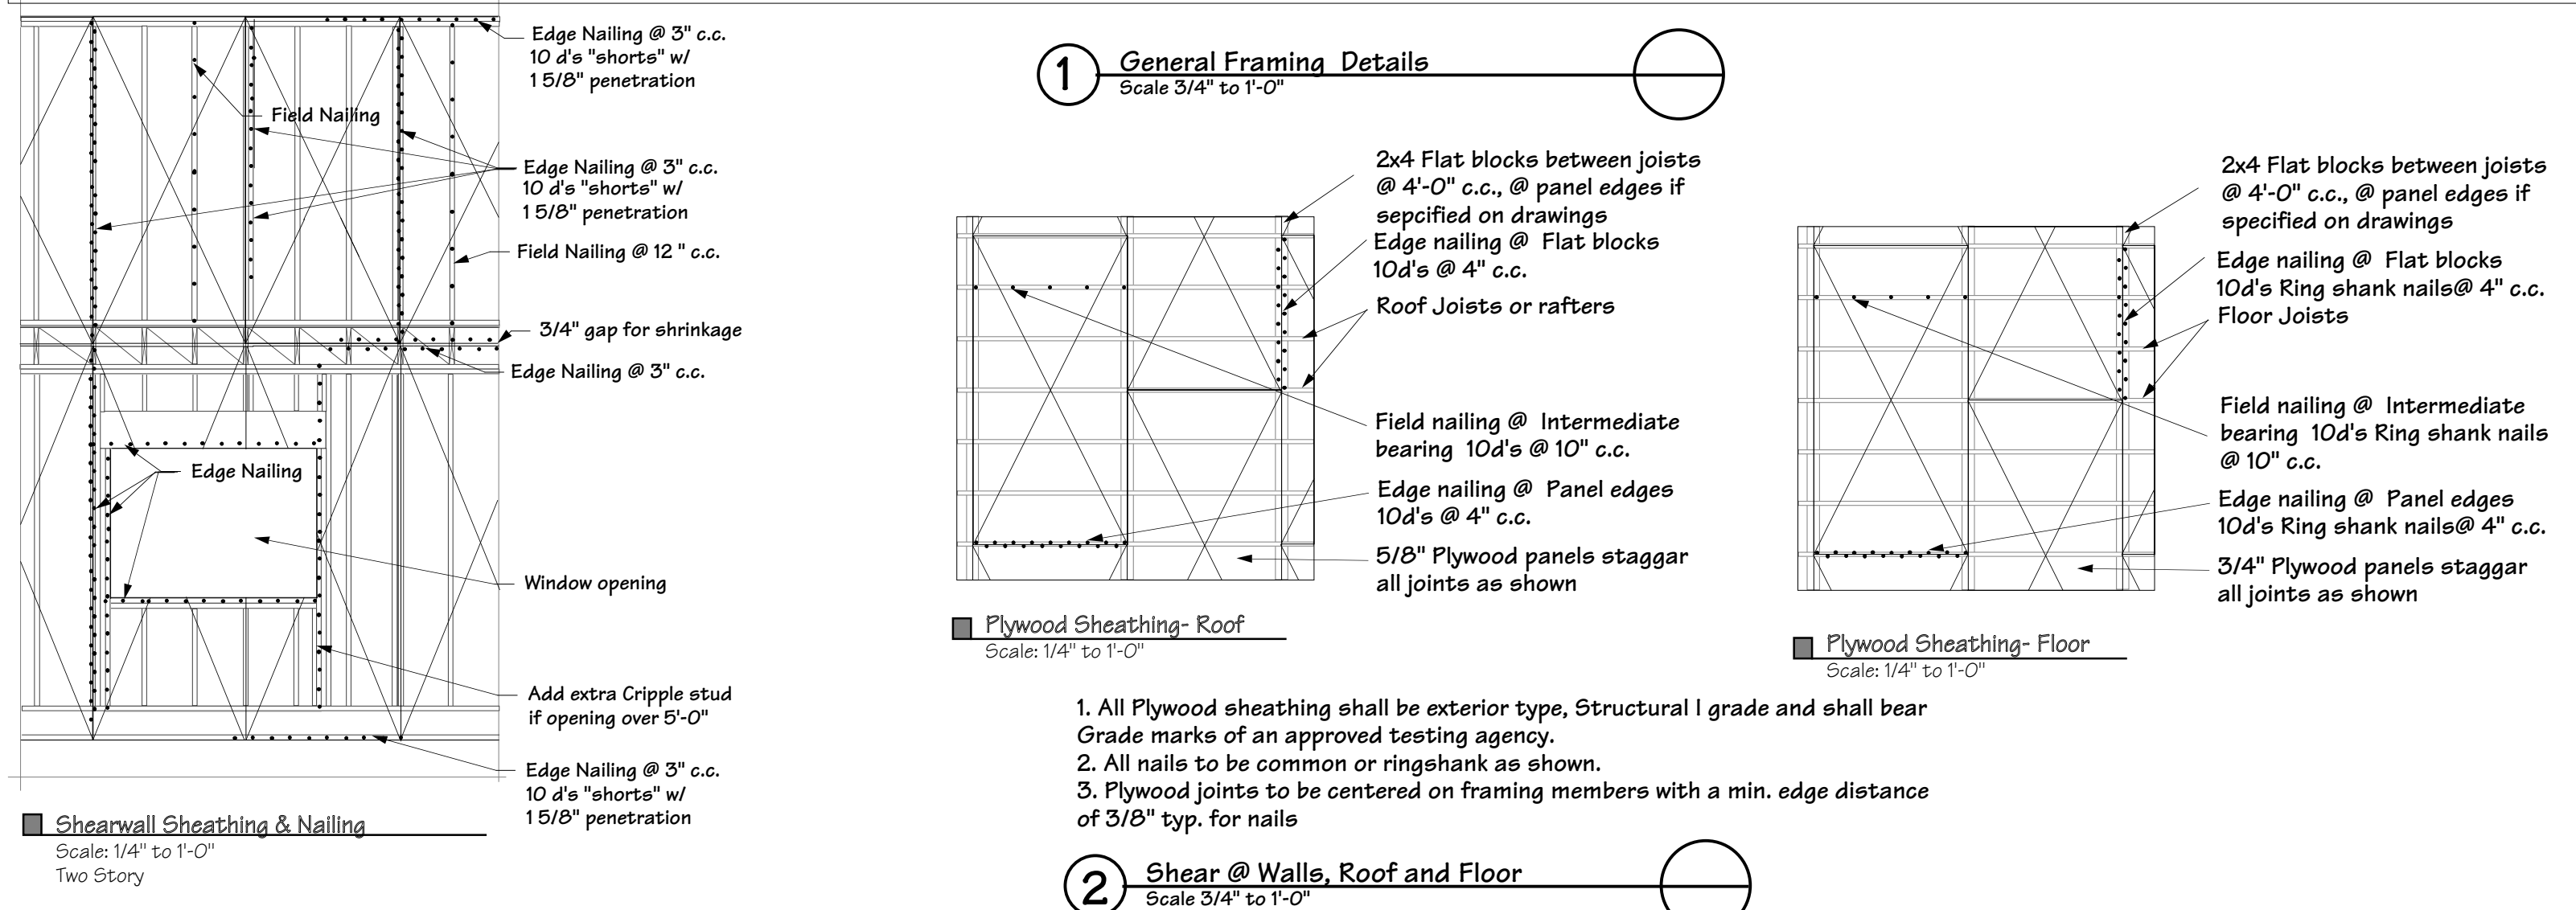 Edge Nailing @ 3" c.c.
10 d's "shorts" w/
1 5/8" penetration
Field Nailing
Edge Nailing @ 3" c.c.
10 d's "shorts" w/
1 5/8" penetration
Field Nailing @ 12 " c.c.
3/4" gap for shrinkage
Edge Nailing @ 3" c.c.
Edge Nailing
Window opening
Add extra Cripple stud
if opening over 5'-0"
Edge Nailing @ 3" c.c.
10 d's "shorts" w/
1 5/8" penetration
Shearwall Sheathing & Nailing
Scale: 1/4" to 1'-0"
Two Story
1
General Framing Details
Scale 3/4" to 1'-0"
2x4 Flat blocks between joists
@ 4'-0" c.c., @ panel edges if
sepcified on drawings
Edge nailing @ Flat blocks
10d's @ 4" c.c.
Roof Joists or rafters
Field nailing @ Intermediate
bearing 10d's @ 10" c.c.
Edge nailing @ Panel edges
10d's @ 4" c.c.
5/8" Plywood panels staggar
all joints as shown
Plywood Sheathing- Roof
Scale: 1/4" to 1'-0"
2x4 Flat blocks between joists
@ 4'-0" c.c., @ panel edges if
specified on drawings
Edge nailing @ Flat blocks
10d's Ring shank nails@ 4" c.c.
Floor Joists
Field nailing @ Intermediate
bearing 10d's Ring shank nails
@ 10" c.c.
Edge nailing @ Panel edges
10d's Ring shank nails@ 4" c.c.
3/4" Plywood panels staggar
all joints as shown
Plywood Sheathing- Floor
Scale: 1/4" to 1'-0"
1. All Plywood sheathing shall be exterior type, Structural I grade and shall bear
Grade marks of an approved testing agency.
2. All nails to be common or ringshank as shown.
3. Plywood joints to be centered on framing members with a min. edge distance
of 3/8" typ. for nails
2
Shear @ Walls, Roof and Floor
Scale 3/4" to 1'-0"